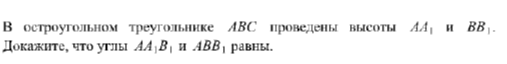 В остроугольном треугольнике ABC проведены высоты AA₁ и BB₁.
Докажите, что углы AA₁B₁ и ABB₁ равны.